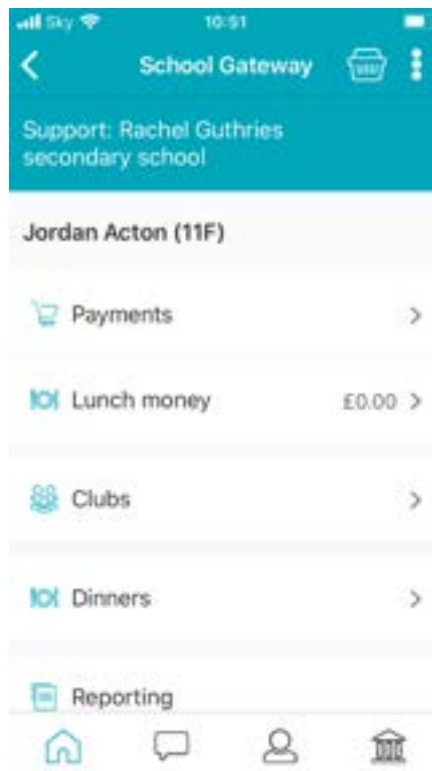 Sky 10:51
School Gateway
Support: Rachel Guthries
secondary school
Jordan Acton (11F)
Payments
Lunch money £0.00
Clubs
Dinners
Reporting